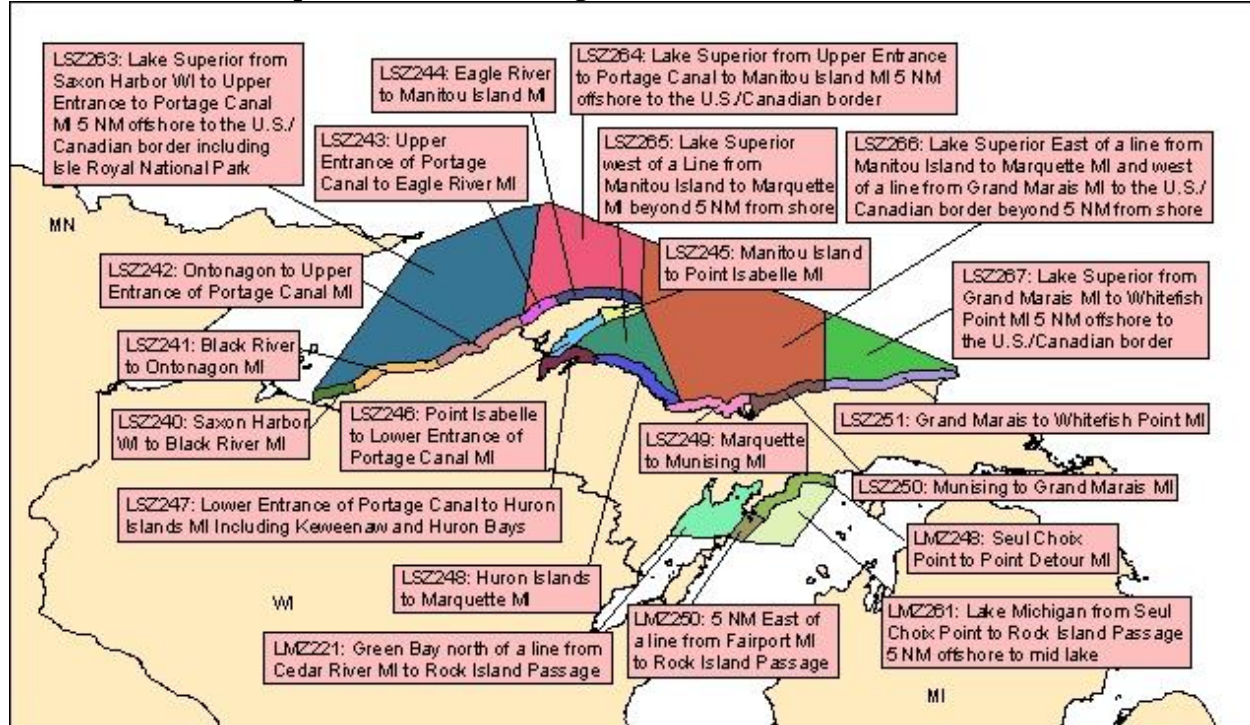 LSZ263: Lake Superior from
Saxon Harbor WI to Upper
Entrance to Portage Canal
MI 5 NM offshore to the U.S./
Canadian border including
Isle Royal National Park
LSZ244: Eagle River
to Manitou Island MI
LSZ264: Lake Superior from Upper Entrance
to Portage Canal to Manitou Island MI 5 NM
offshore to the U.S./Canadian border
LSZ243: Upper
Entrance of Portage
Canal to Eagle River MI
LSZ265: Lake Superior
west of a Line from
Manitou Island to Marquette
MI beyond 5 NM from shore
LSZ266: Lake Superior East of a line from
Manitou Island to Marquette MI and west
of a line from Grand Marais MI to the U.S./
Canadian border beyond 5 NM from shore
MN
LSZ242: Ontonagon to Upper
Entrance of Portage Canal MI
LSZ245: Manitou Island
to Point Isabelle MI
LSZ267: Lake Superior from
Grand Marais MI to Whitefish
Point MI 5 NM offshore to
the U.S./Canadian border
LSZ241: Black River
to Ontonagon MI
LSZ240: Saxon Harbor
WI to Black River MI
LSZ246: Point Isabelle
to Lower Entrance of
Portage Canal MI
LSZ249: Marquette
to Munising MI
LSZ251: Grand Marais to Whitefish Point MI
LSZ250: Munising to Grand Marais MI
LSZ247: Lower Entrance of Portage Canal to Huron
Islands MI Including Keweenaw and Huron Bays
LMZ248: Seul Choix
Point to Point Detour MI
LSZ248: Huron Islands
to Marquette MI
WI
LMZ221: Green Bay north of a line from
Cedar River MI to Rock Island Passage
LMZ250: 5 NM East of
a line from Fairport MI
to Rock Island Passage
LMZ261: Lake Michigan from Seul
Choix Point to Rock Island Passage
5 NM offshore to mid lake
MI